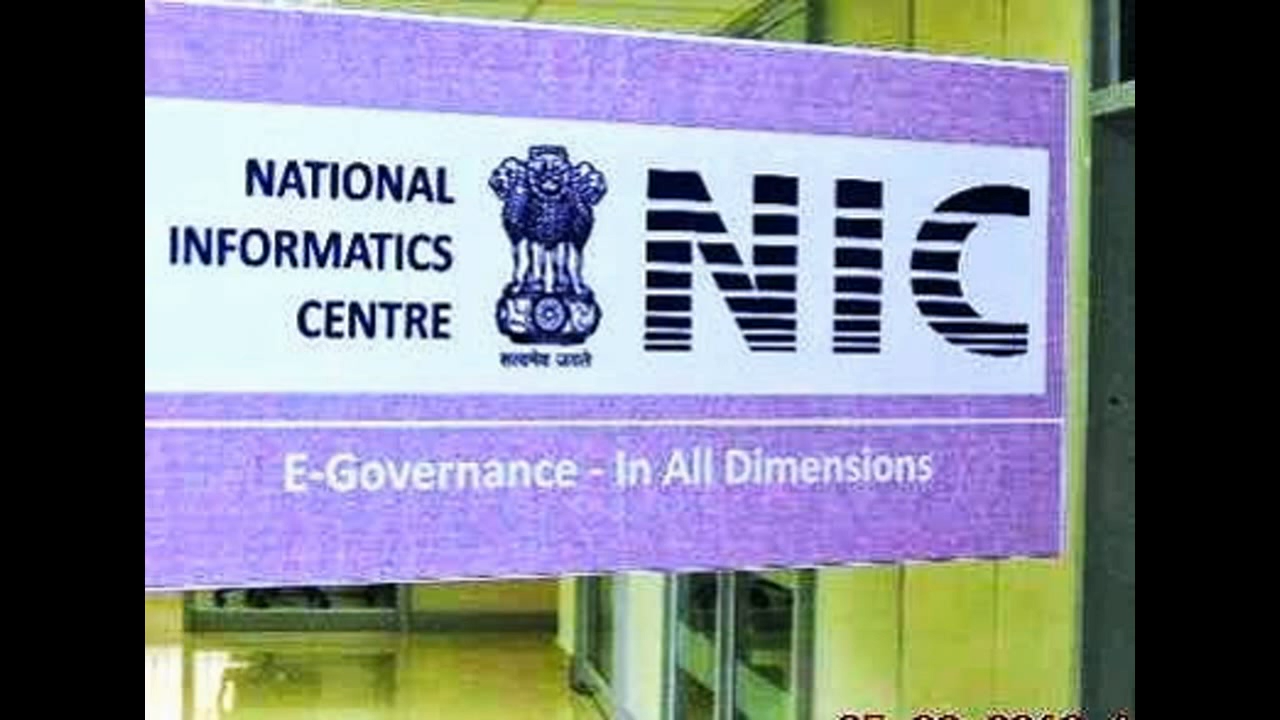 NATIONAL
INFORMATICS
CENTRE
सत्यमेव जयते
NIC
E-Governance - In All Dimensions